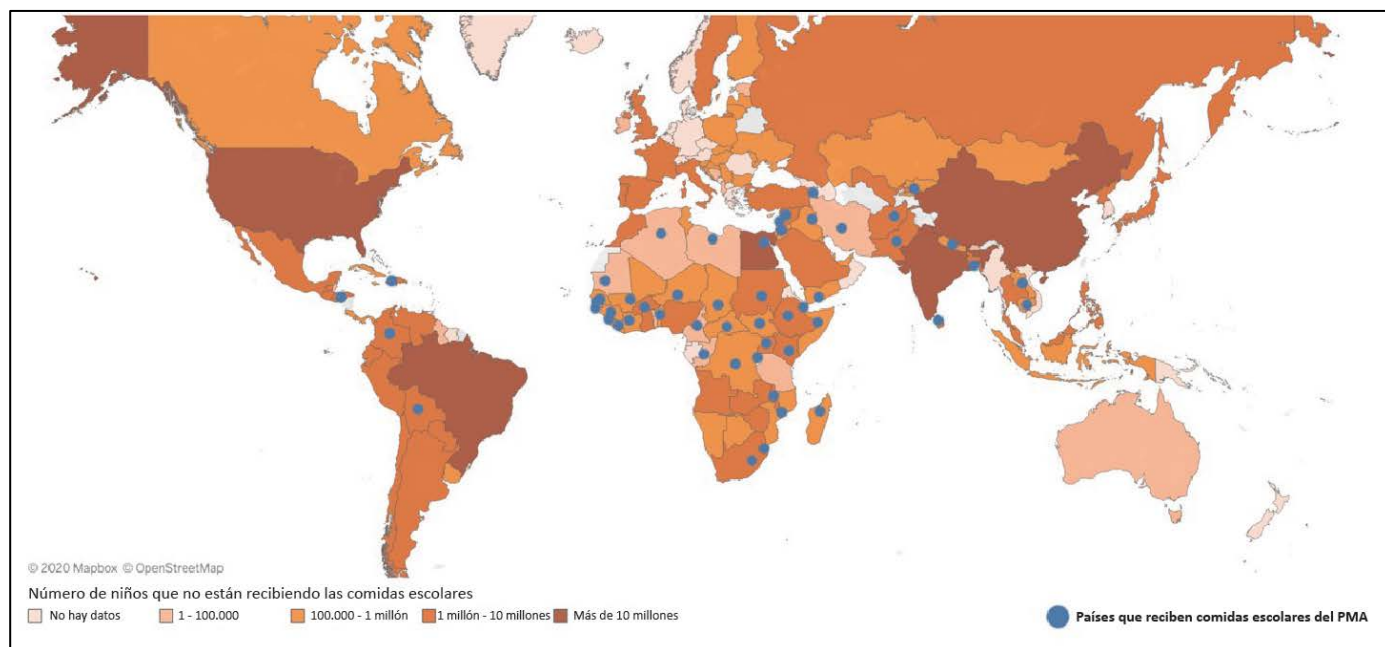 © 2020 Mapbox © OpenStreetMap
Número de niños que no están recibiendo las comidas escolares
No hay datos 1 - 100.000 100.000 - 1 millón 1 millón - 10 millones Más de 10 millones
Países que reciben comidas escolares del PMA